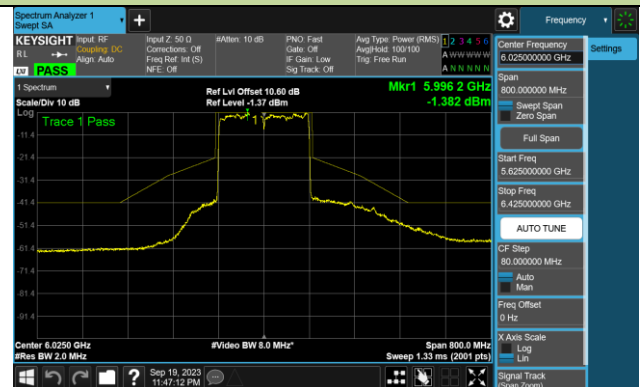 Spectrum Analyzer 1
Swept SA
Frequency
KEYSIGHT
RL
LXI
PASS
Input: RF
Coupling: DC
Align: Auto
Input Z: 50 Ω
Corrections: Off
Freq Ref: Int (S)
NFE: Off
#Atten: 10 dB
PNO: Fast
Gate: Off
IF Gain: Low
Sig Track: Off
Avg Type: Power (RMS)
Avg|Hold: 100/100
Trig: Free Run
1 2 3 4 5 6
A W W W W W
A N N N N N
1 Spectrum
Scale/Div 10 dB
Log
Ref Lvl Offset 10.60 dB
Ref Level -1.37 dBm
Mkr1 5.996 2 GHz
-1.382 dBm
Trace 1 Pass
1
-11.4
-21.4
-31.4
-41.4
-51.4
-61.4
-71.4
-81.4
-91.4
Center 6.0250 GHz
#Res BW 2.0 MHz
#Video BW 8.0 MHz*
Span 800.0 MHz
Sweep 1.33 ms (2001 pts)
Sep 19, 2023
11:47:12 PM
?
Center Frequency
6.025000000 GHz
Settings
Span
800.000000 MHz
Swept Span
Zero Span
Full Span
Start Freq
5.625000000 GHz
Stop Freq
6.425000000 GHz
AUTO TUNE
CF Step
80.000000 MHz
Auto
Man
Freq Offset
0 Hz
X Axis Scale
Log
Lin
Signal Track
(Span Zoom)